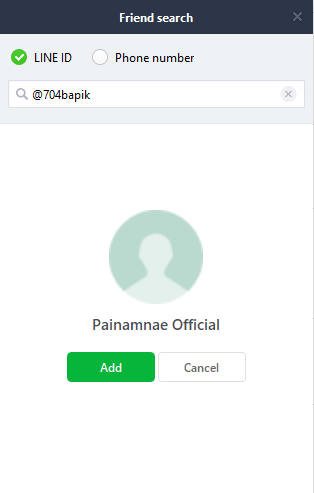 Friend search
LINE ID
Phone number
@704bapik
Painamnae Official
Add
Cancel